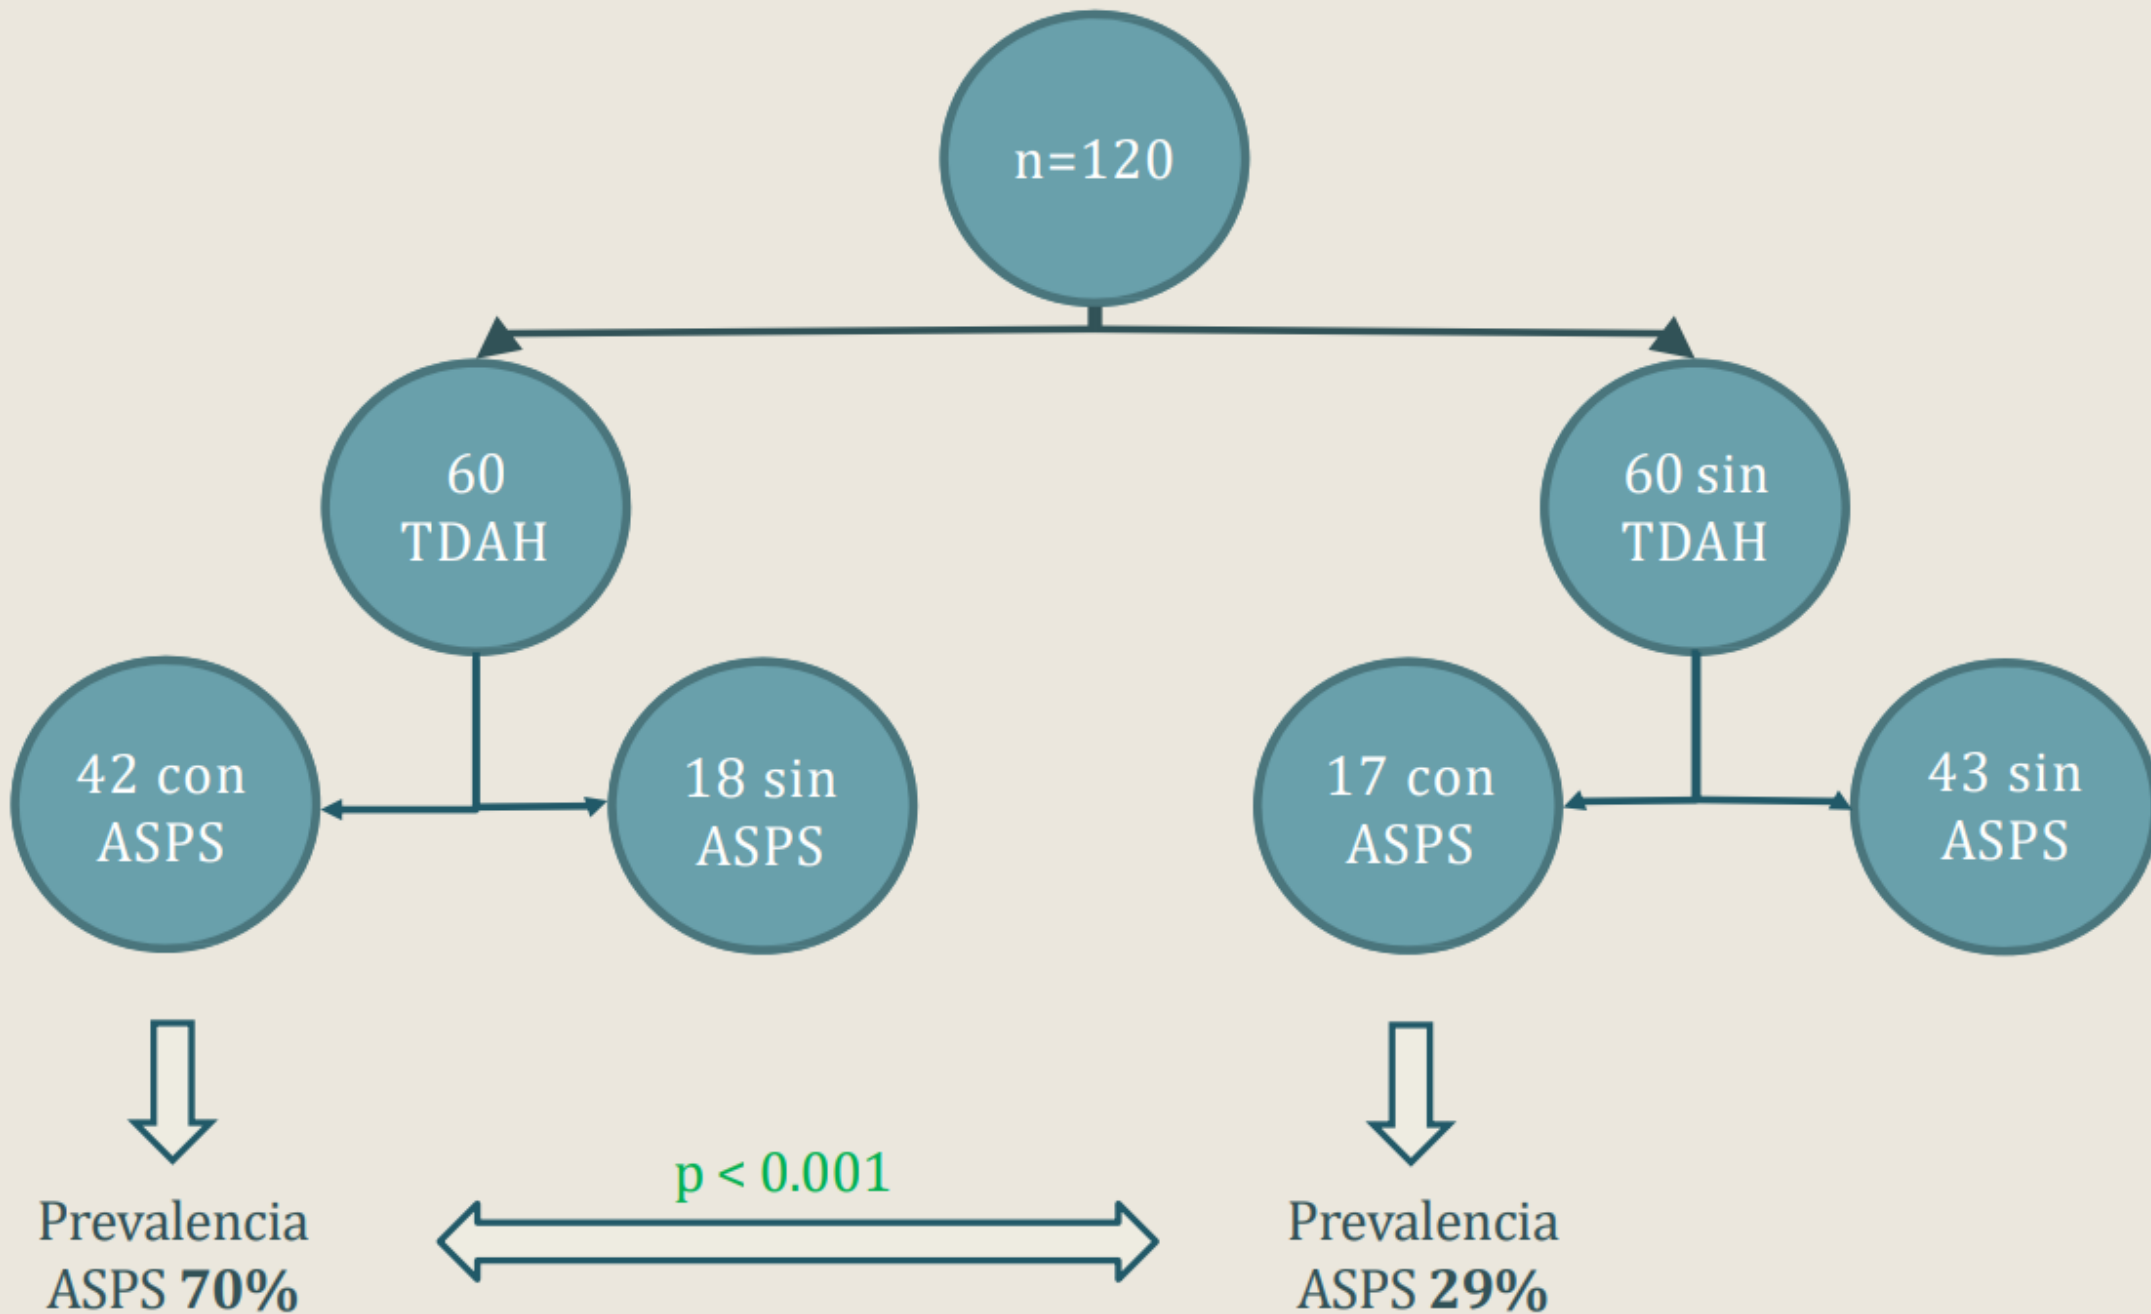 n=120
60
TDAH
60 sin
TDAH
42 con
ASPS
18 sin
ASPS
17 con
ASPS
43 sin
ASPS
p < 0.001
Prevalencia
ASPS 70%
Prevalencia
ASPS 29%